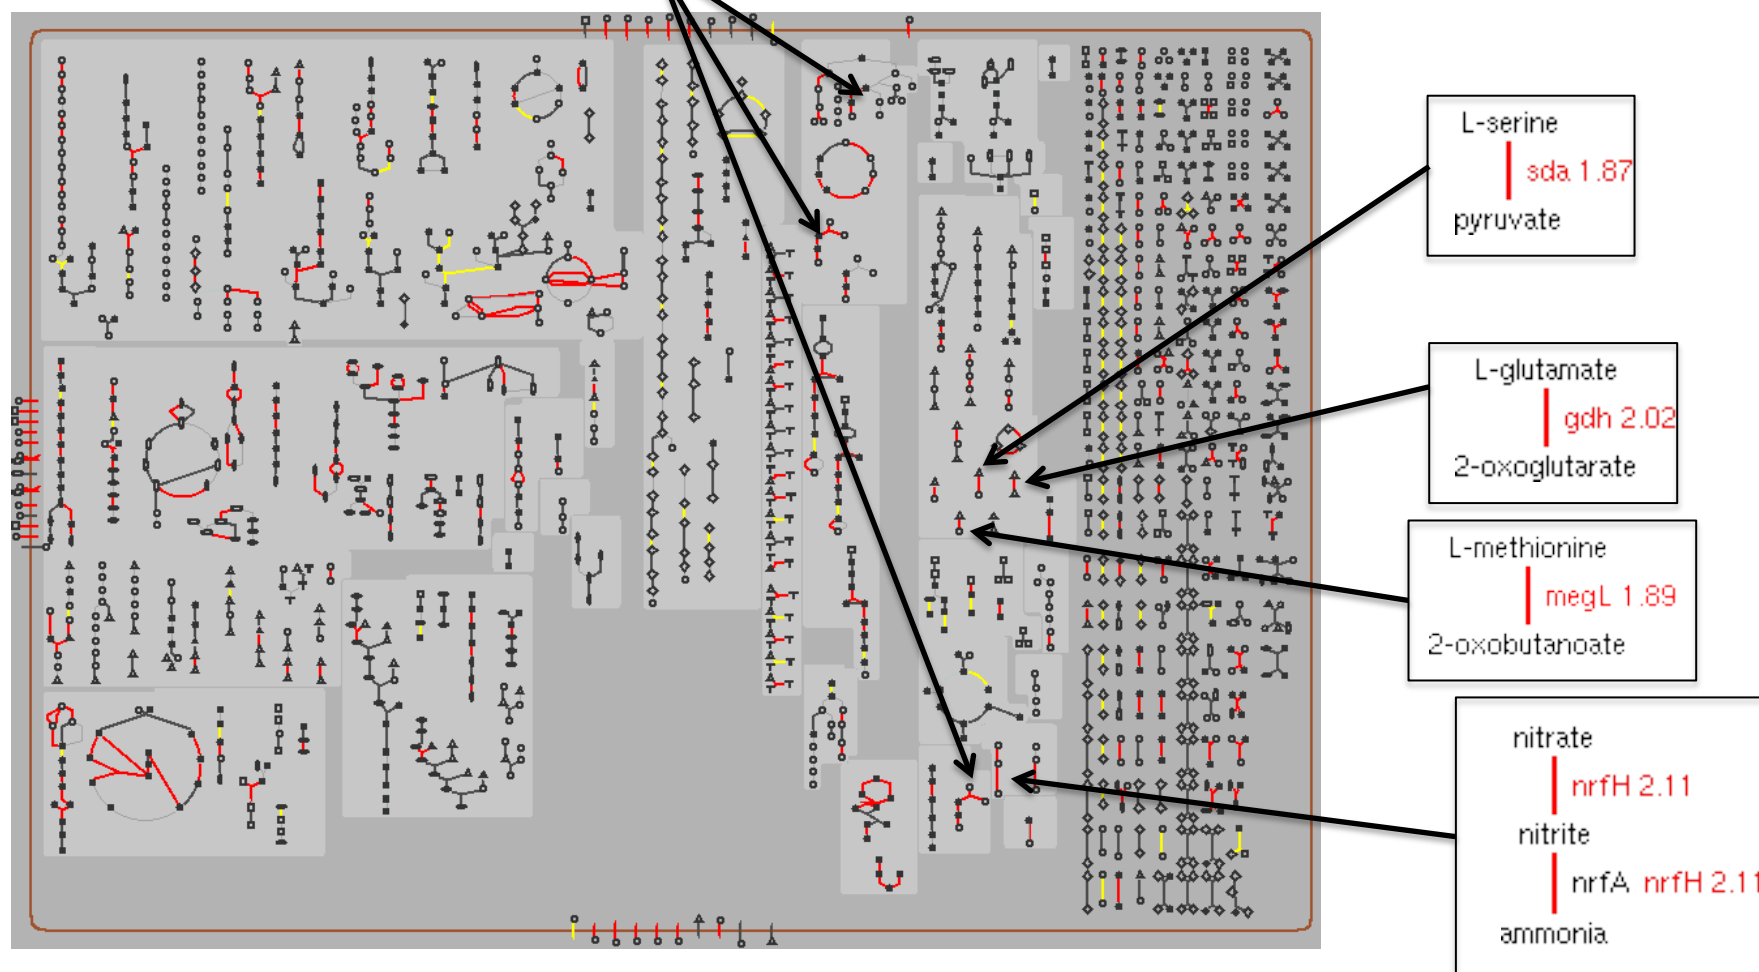 L-serine
sda 1.87
pyruvate
L-glutamate
gdh 2.02
2-oxoglutarate
L-methionine
megL 1.89
2-oxobutanoate
nitrate
nrfH 2.11
nitrite
nrfA nrfH 2.11
ammonia